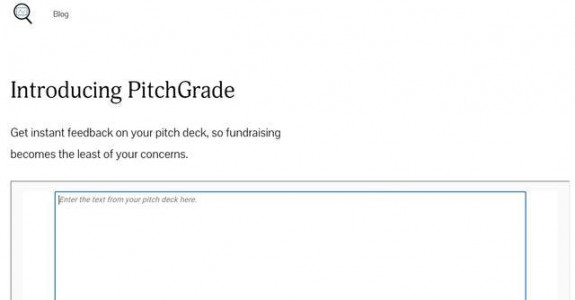 Blog
Introducing PitchGrade
Get instant feedback on your pitch deck, so fundraising
becomes the least of your concerns.
Enter the text from your pitch deck here.